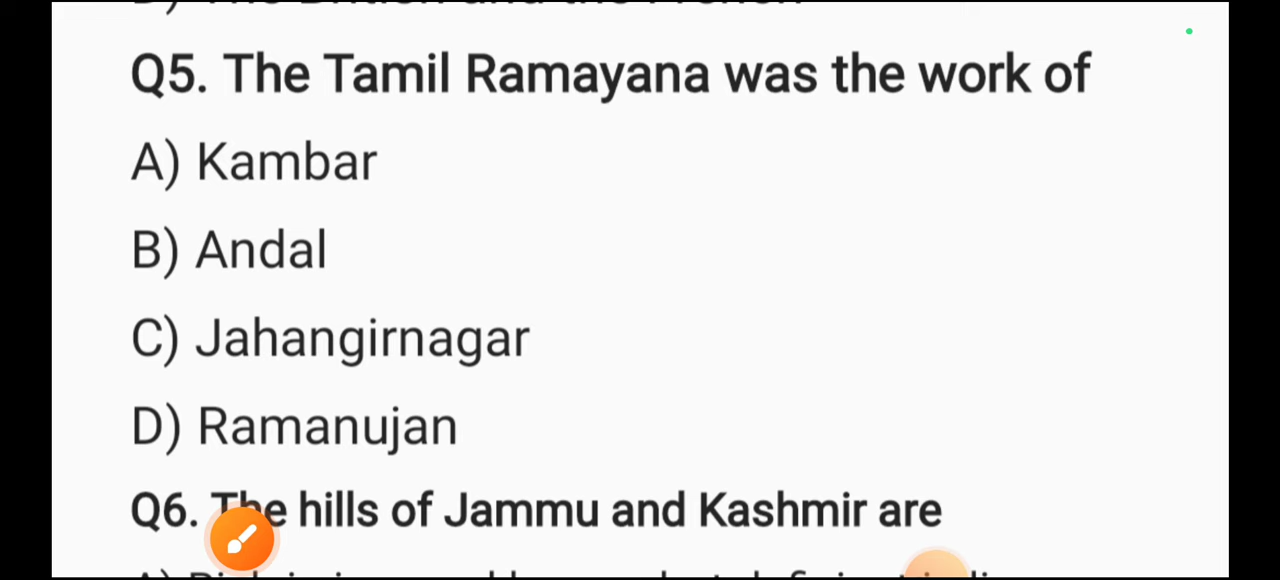 Q5. The Tamil Ramayana was the work of
A) Kambar
B) Andal
C) Jahangirnagar
D) Ramanujan
Q6. The hills of Jammu and Kashmir are